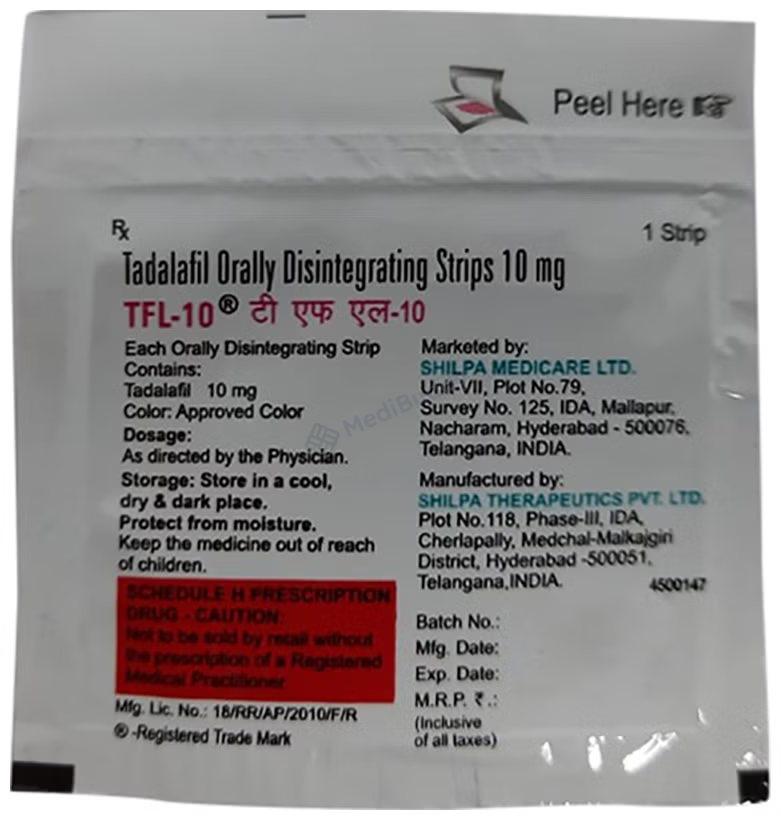 Peel Here
Rx
1 Strip
Tadalafil Orally Disintegrating Strips 10 mg
TFL-10® टी एफ एल-10
Each Orally Disintegrating Strip
Contains:
Tadalafil 10 mg
Color: Approved Color
Dosage:
As directed by the Physician.
Storage: Store in a cool,
dry & dark place.
Protect from moisture.
Keep the medicine out of reach
of children.
SCHEDULE H PRESCRIPTION
DRUG - CAUTION:
Not to be sold by retail without
the prescription of a Registered
Medical Practitioner
Mfg. Lic. No.: 18/RR/AP/2010/F/R
® -Registered Trade Mark
Marketed by:
SHILPA MEDICARE LTD.
Unit-VII, Plot No.79,
Survey No. 125, IDA, Mallapur,
Nacharam, Hyderabad - 500076,
Telangana, INDIA.
Manufactured by:
SHILPA THERAPEUTICS PVT. LTD.
Plot No.118, Phase-III, IDA,
Cherlapally, Medchal-Malkajgiri
District, Hyderabad -500051,
Telangana,INDIA.
4500147
Batch No.:
Mfg. Date:
Exp. Date:
M.R.P. ₹.:
(Inclusive
of all taxes)